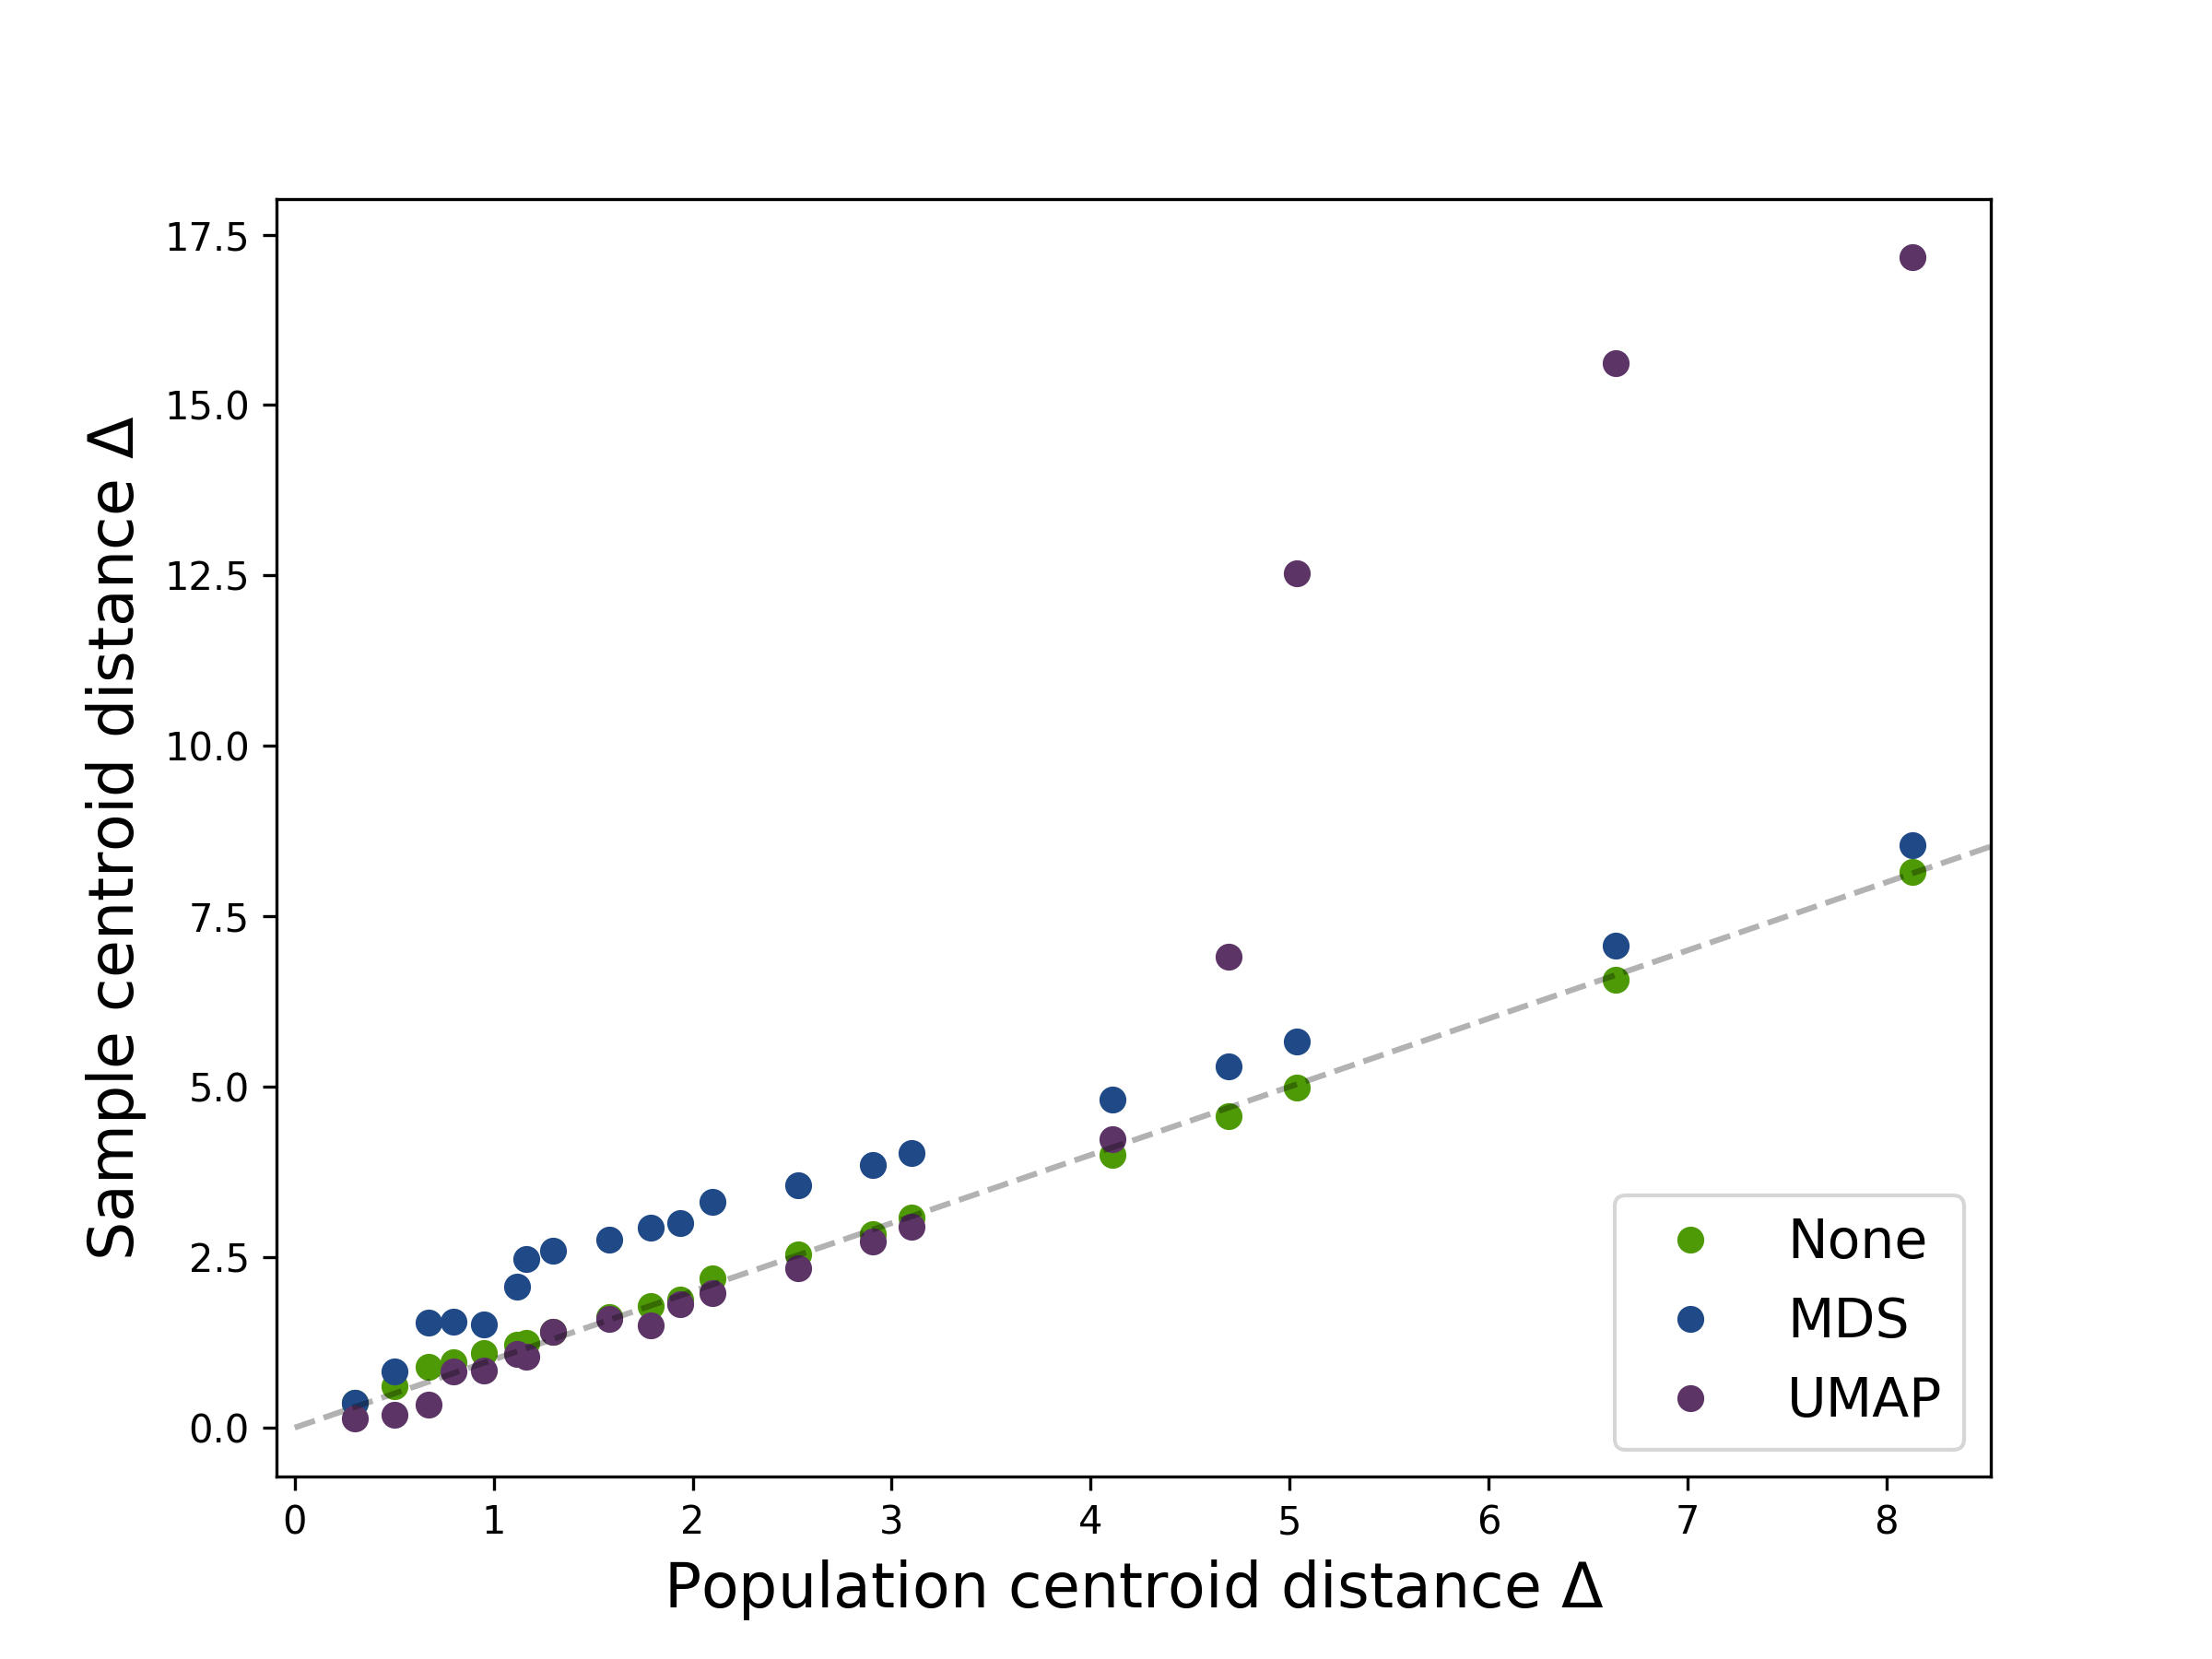 17.5
15.0
12.5
10.0
7.5
5.0
2.5
0.0
Sample centroid distance Δ
0 1 2 3 4 5 6 7 8
Population centroid distance Δ
None
MDS
UMAP